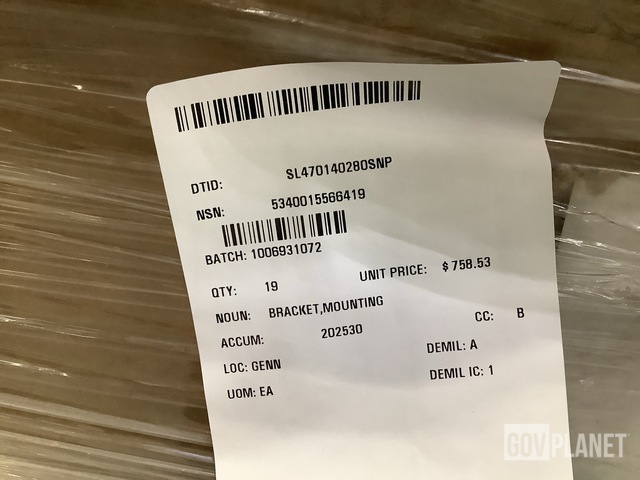 DTID: SL470140280SNP
NSN: 5340015566419
BATCH: 1006931072
QTY: 19 UNIT PRICE: $ 758.53
NOUN: BRACKET,MOUNTING
ACCUM: 202530 CC: B
LOC: GENN DEMIL: A
UOM: EA DEMIL IC: 1
GOVPLANET